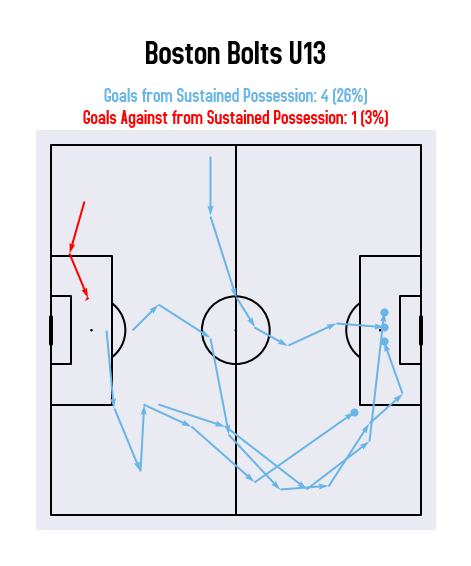 Boston Bolts U13
Goals from Sustained Possession: 4 (26%)
Goals Against from Sustained Possession: 1 (3%)